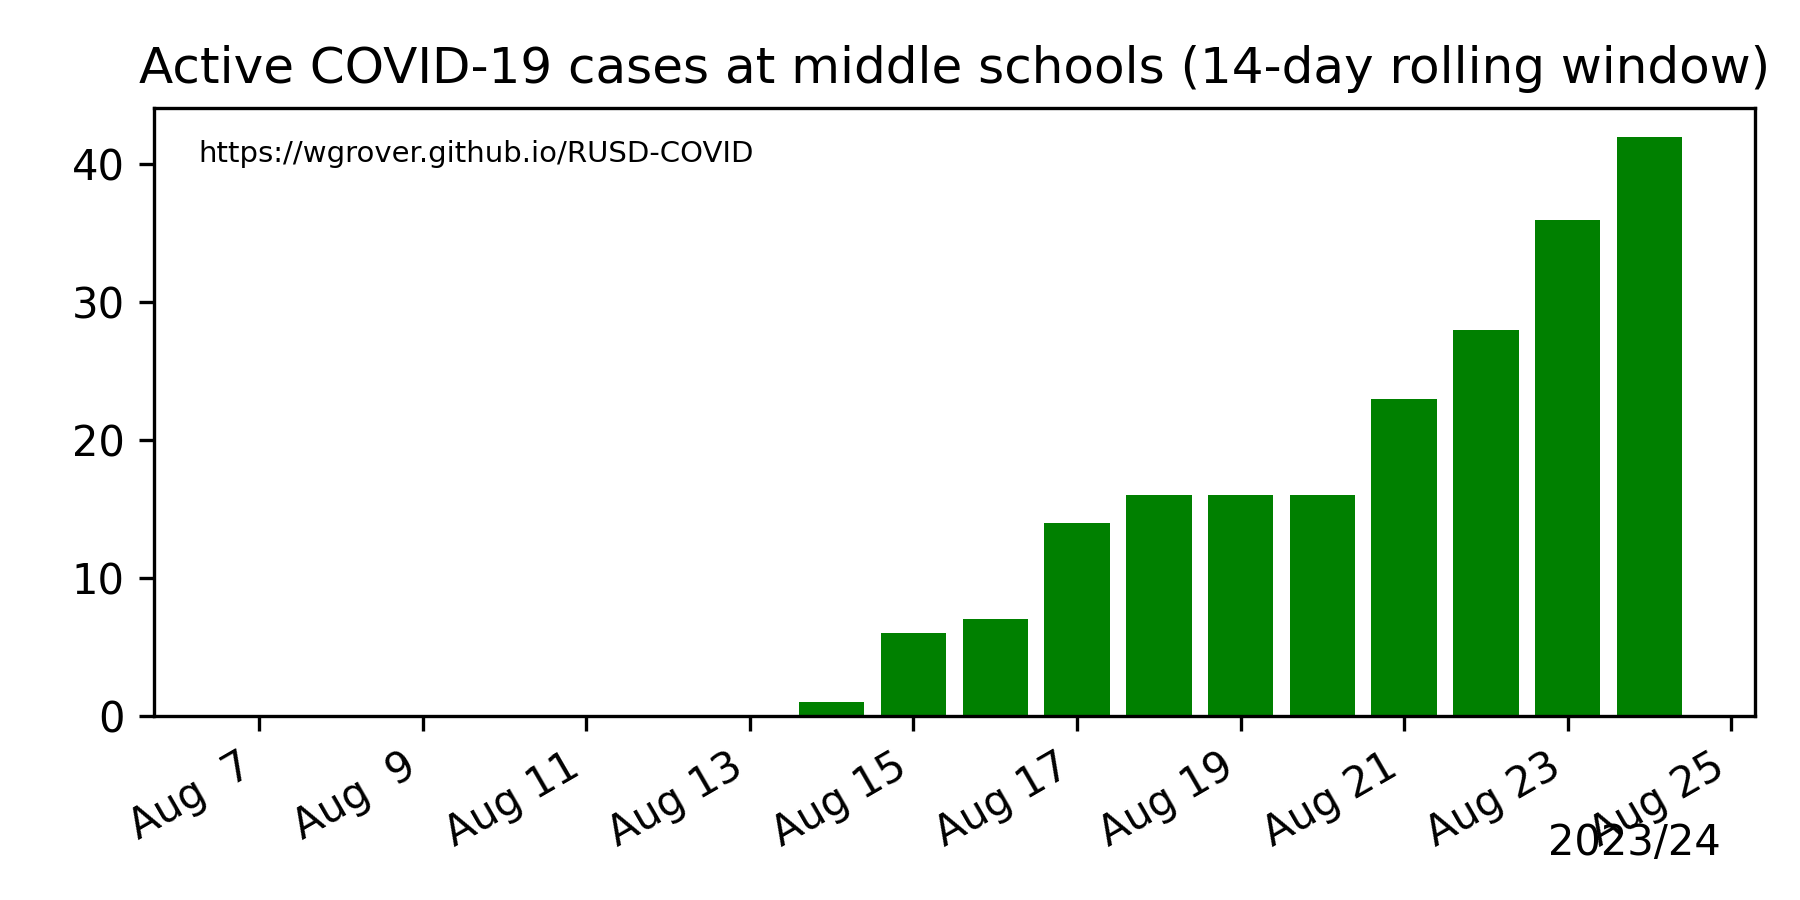 Active COVID-19 cases at middle schools (14-day rolling window)
https://wgrover.github.io/RUSD-COVID
40
30
20
10
0
Aug 7
Aug 9
Aug 11
Aug 13
Aug 15
Aug 17
Aug 19
Aug 21
Aug 23
Aug 25
2023/24